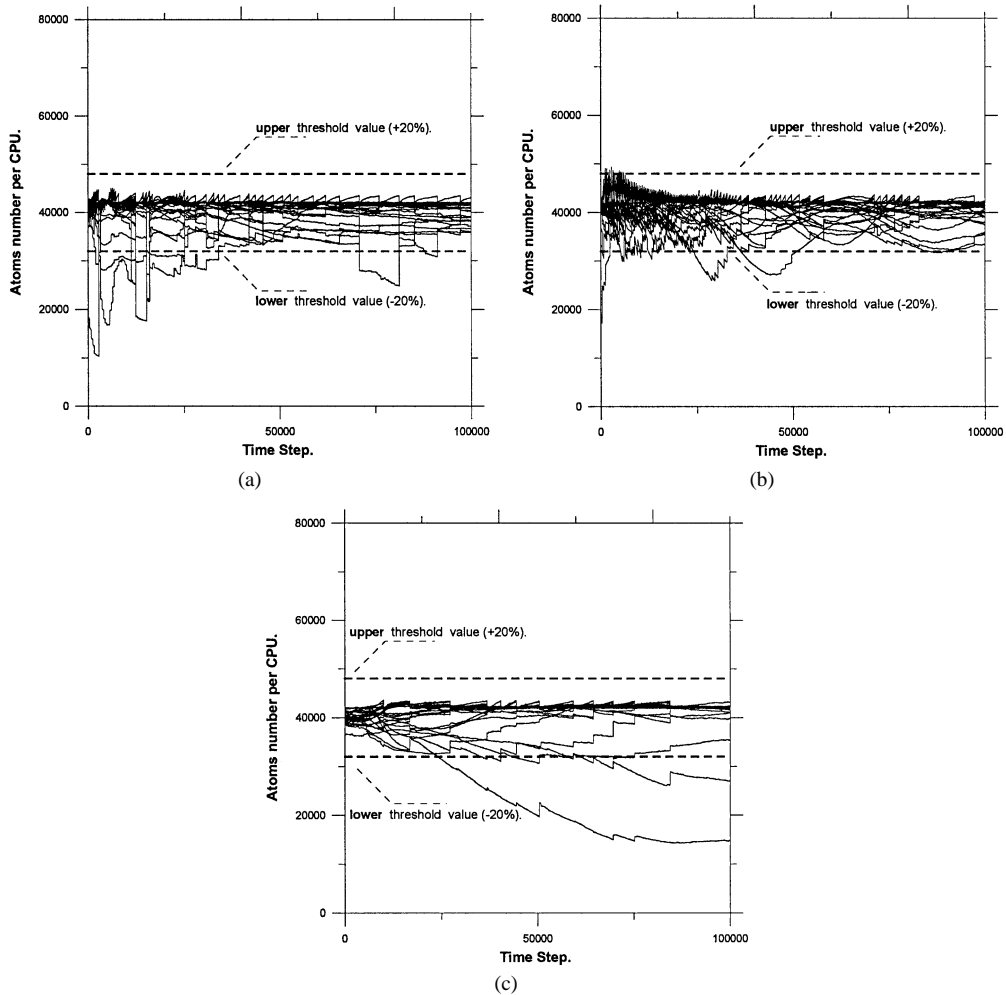 80000
60000
40000
20000
0
Atoms number per CPU.
upper threshold value (+20%).
lower threshold value (-20%).
0
50000
100000
Time Step.
(a)
80000
60000
40000
20000
0
Atoms number per CPU.
upper threshold value (+20%).
lower threshold value (-20%).
0
50000
100000
Time Step.
(b)
80000
60000
40000
20000
0
Atoms number per CPU.
upper threshold value (+20%).
lower threshold value (-20%).
0
50000
100000
Time Step.
(c)